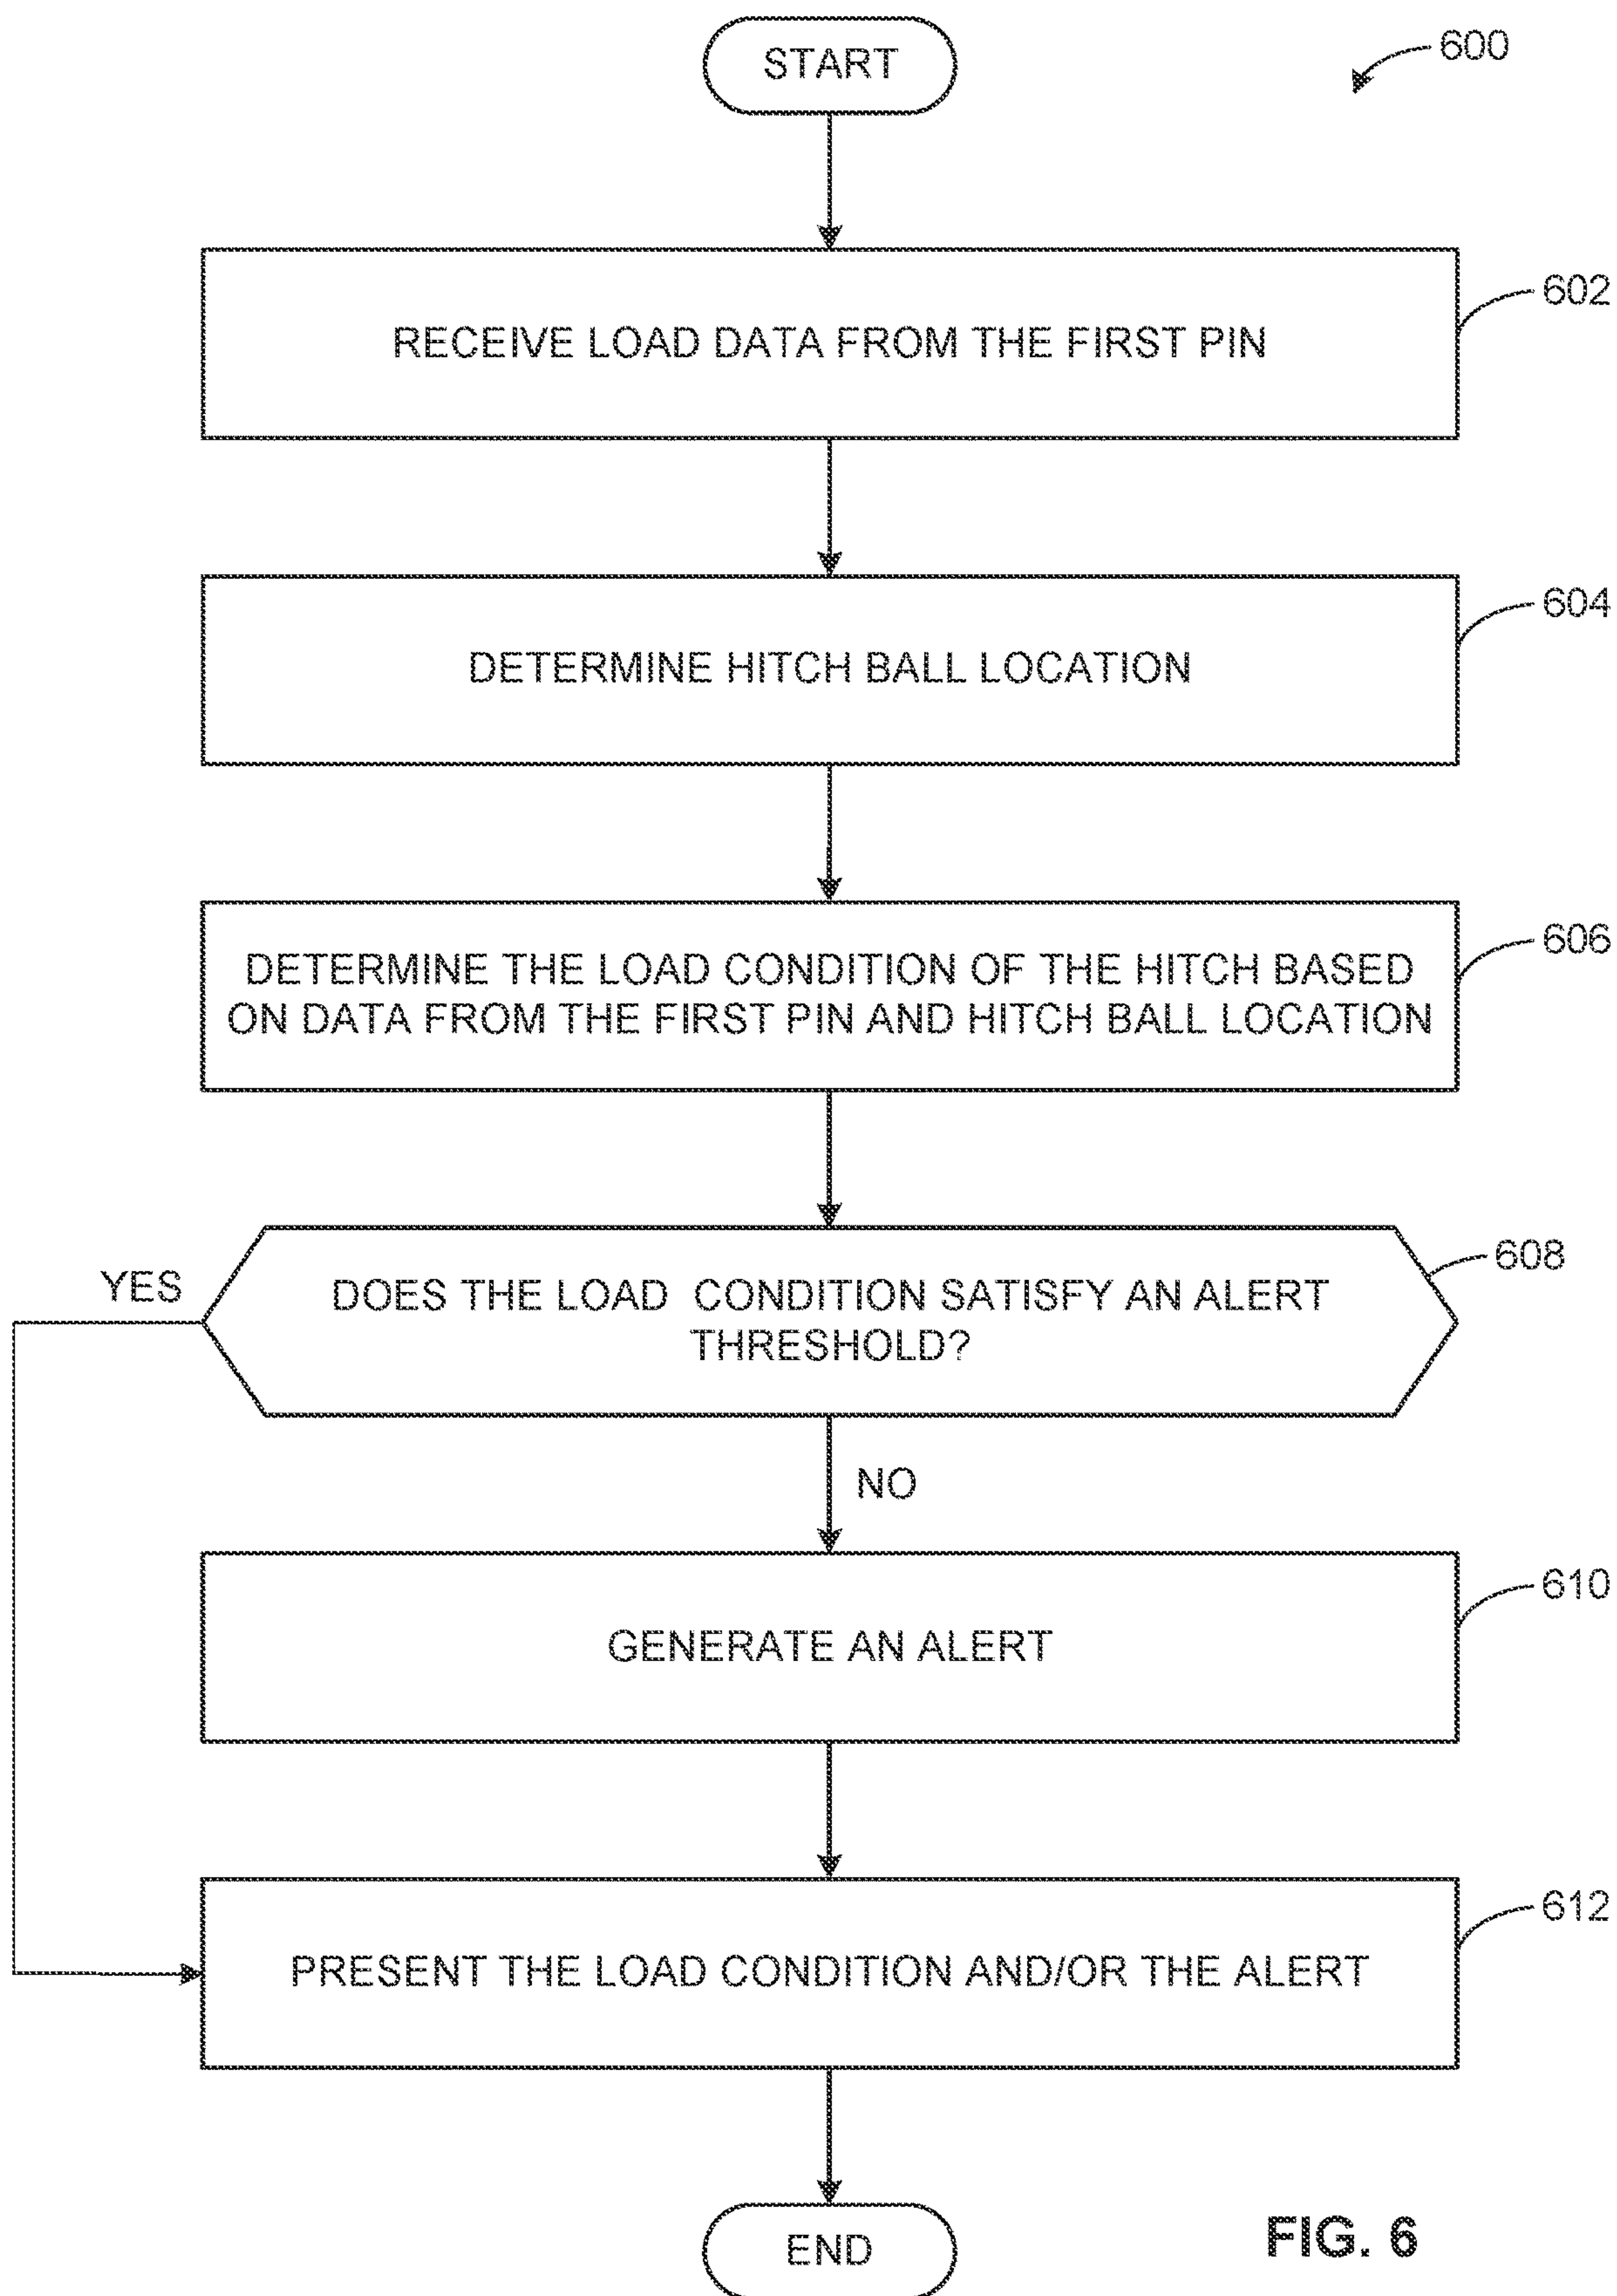 START
600
RECEIVE LOAD DATA FROM THE FIRST PIN
602
DETERMINE HITCH BALL LOCATION
604
DETERMINE THE LOAD CONDITION OF THE HITCH BASED
ON DATA FROM THE FIRST PIN AND HITCH BALL LOCATION
606
YES
DOES THE LOAD CONDITION SATISFY AN ALERT
THRESHOLD?
608
NO
GENERATE AN ALERT
610
PRESENT THE LOAD CONDITION AND/OR THE ALERT
612
END
FIG. 6